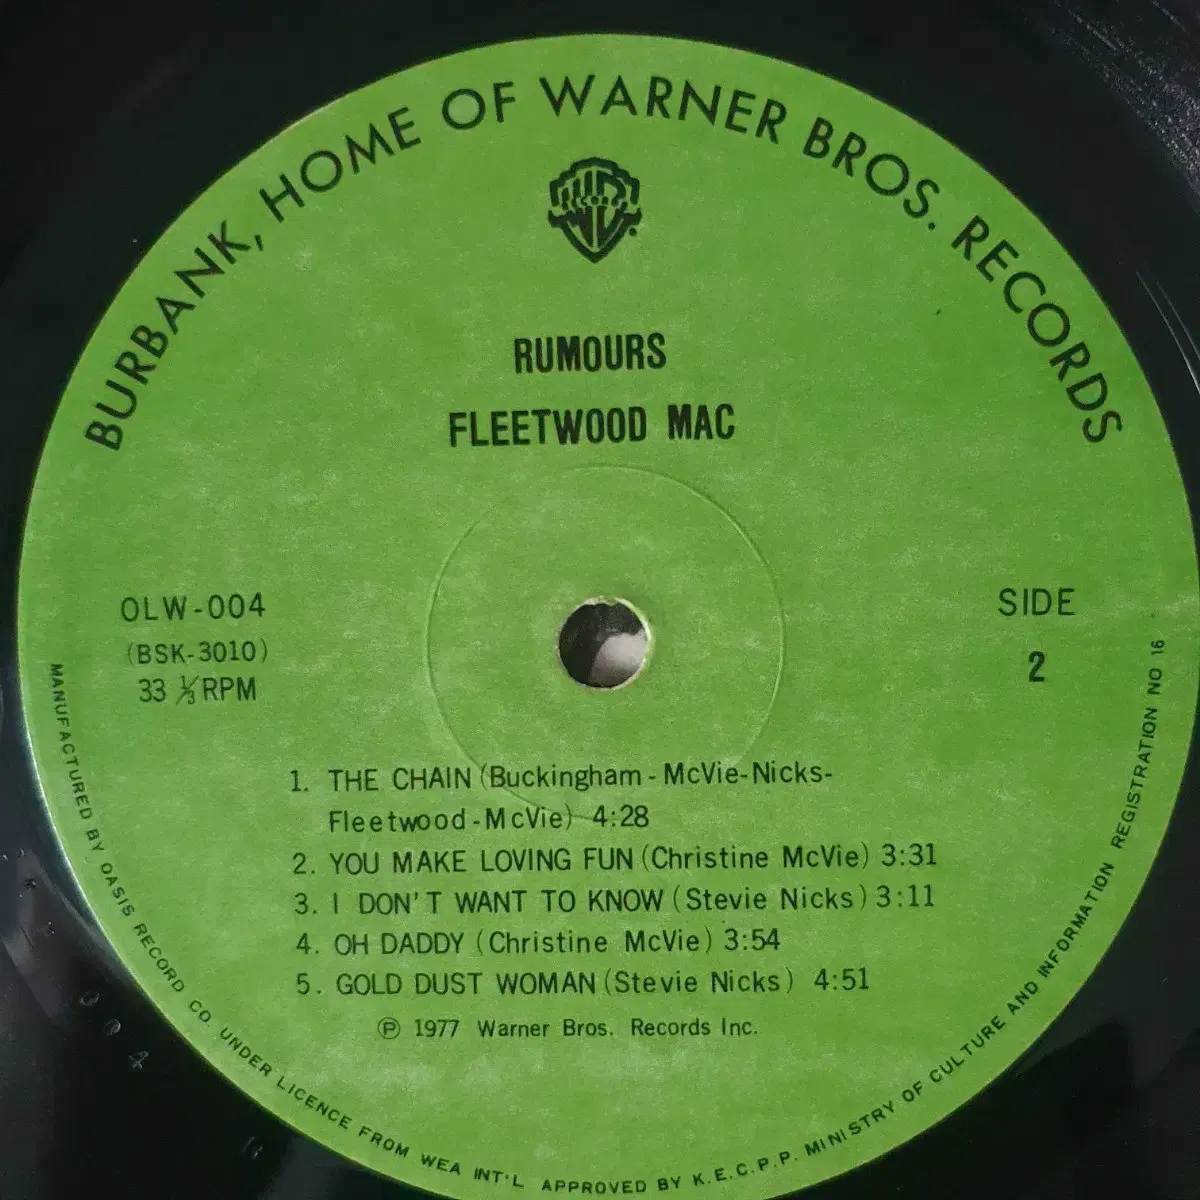 BURBANK, HOME OF WARNER BROS. RECORDS
RUMOURS
FLEETWOOD MAC
OLW-004
(BSK-3010)
33 ⅓ RPM
SIDE
2
1. THE CHAIN (Buckingham - McVie-Nicks-
Fleetwood - McVie) 4:28
2. YOU MAKE LOVING FUN (Christine McVie) 3:31
3. I DON'T WANT TO KNOW (Stevie Nicks) 3:11
4. OH DADDY (Christine McVie) 3:54
5. GOLD DUST WOMAN (Stevie Nicks) 4:51
℗ 1977 Warner Bros. Records Inc.
MANUFACTURED BY OASIS RECORD CO. UNDER LICENCE FROM WEA INT'L APPROVED BY K.E.C.P.P. MINISTRY OF CULTURE AND INFORMATION REGISTRATION NO 16